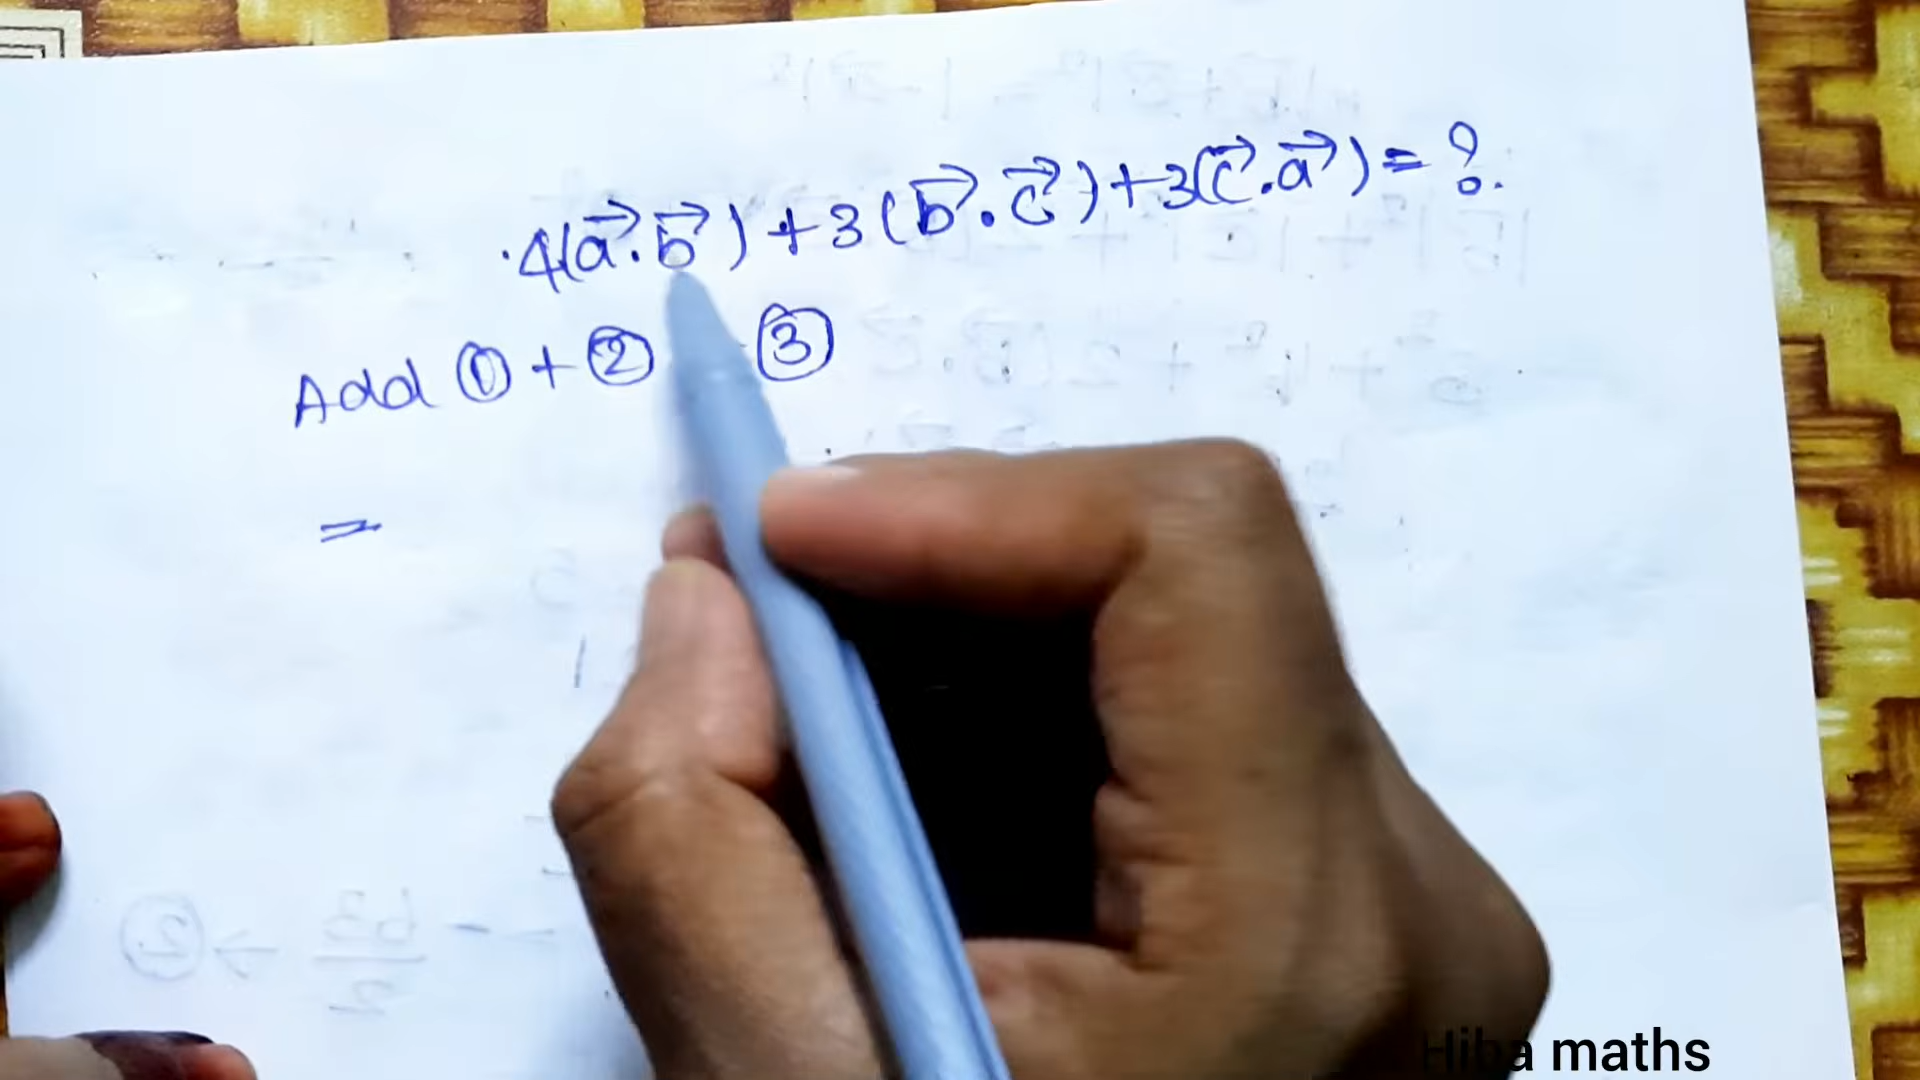 4(a⃗.b⃗)+3(b⃗.c⃗)+3(c⃗.a⃗)=?
Add ①+② ③
=
Hiba maths